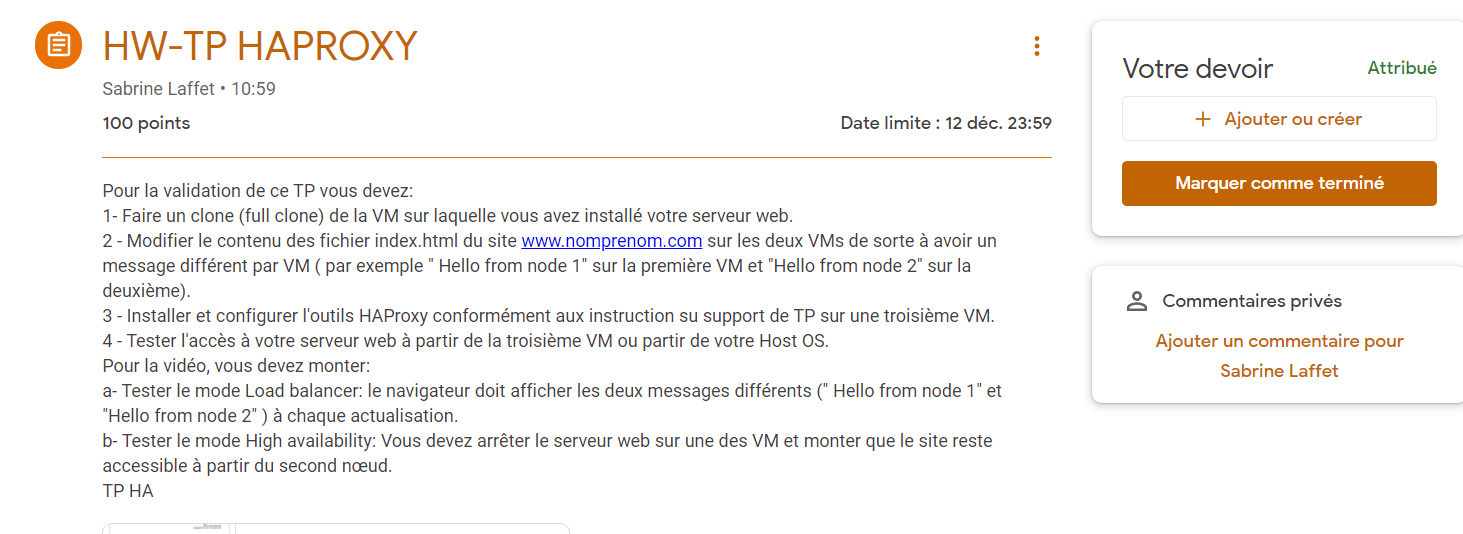 HW-TP HAPROXY
Sabrine Laffet • 10:59
100 points
Date limite : 12 déc. 23:59
Pour la validation de ce TP vous devez:
1- Faire un clone (full clone) de la VM sur laquelle vous avez installé votre serveur web.
2 - Modifier le contenu des fichier index.html du site www.nomprenom.com sur les deux VMs de sorte à avoir un
message différent par VM ( par exemple " Hello from node 1" sur la première VM et "Hello from node 2" sur la
deuxième).
3 - Installer et configurer l'outils HAProxy conformément aux instruction su support de TP sur une troisième VM.
4 - Tester l'accès à votre serveur web à partir de la troisième VM ou partir de votre Host OS.
Pour la vidéo, vous devez monter:
a- Tester le mode Load balancer: le navigateur doit afficher les deux messages différents (" Hello from node 1" et
"Hello from node 2" ) à chaque actualisation.
b- Tester le mode High availability: Vous devez arrêter le serveur web sur une des VM et monter que le site reste
accessible à partir du second nœud.
TP HA
Votre devoir
Attribué
+ Ajouter ou créer
Marquer comme terminé
Commentaires privés
Ajouter un commentaire pour
Sabrine Laffet